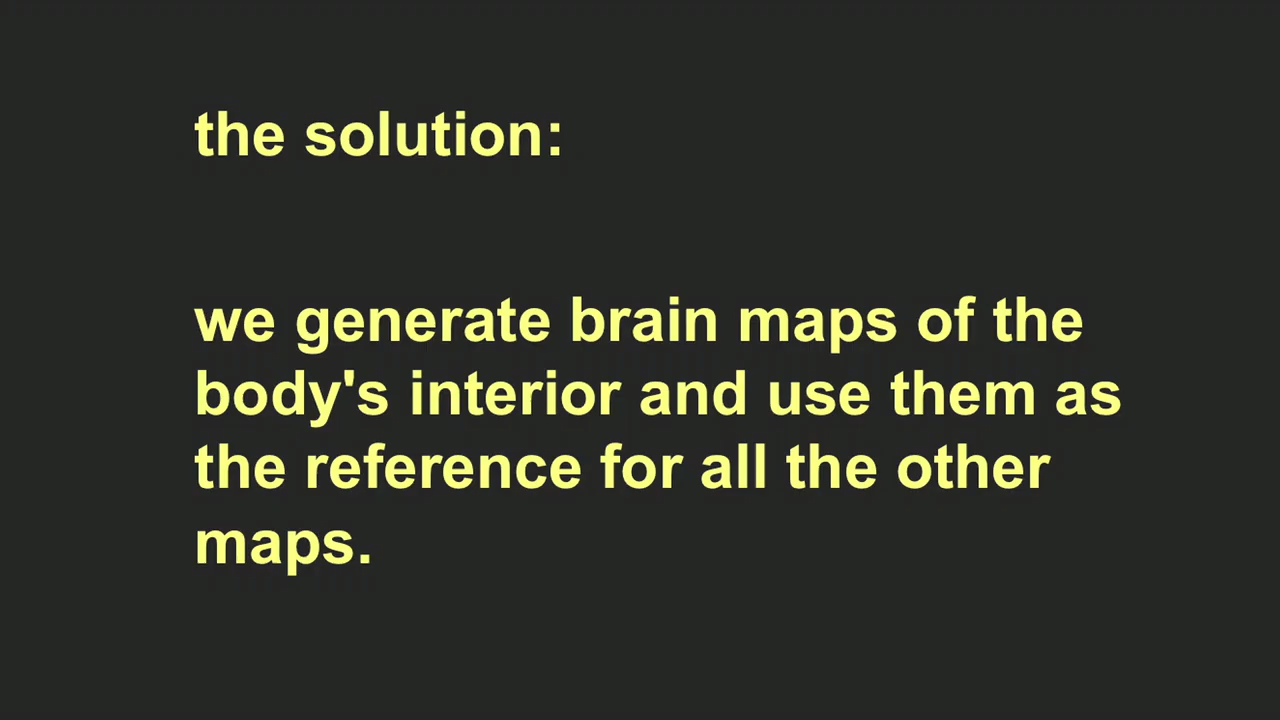 the solution:
we generate brain maps of the
body's interior and use them as
the reference for all the other
maps.